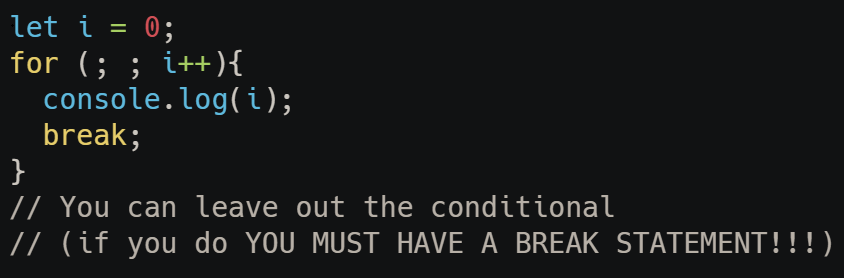 let i = 0;
for (; ; i++){
  console.log(i);
  break;
}
// You can leave out the conditional
// (if you do YOU MUST HAVE A BREAK STATEMENT!!!)